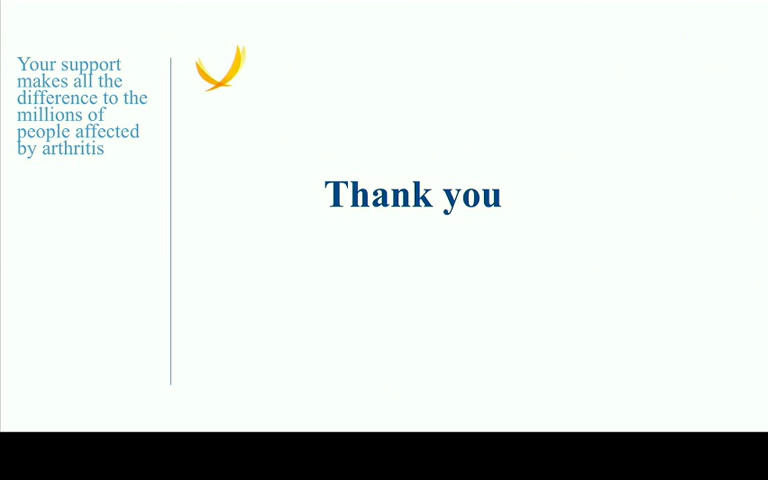 Your support
makes all the
difference to the
millions of
people affected
by arthritis
Thank you